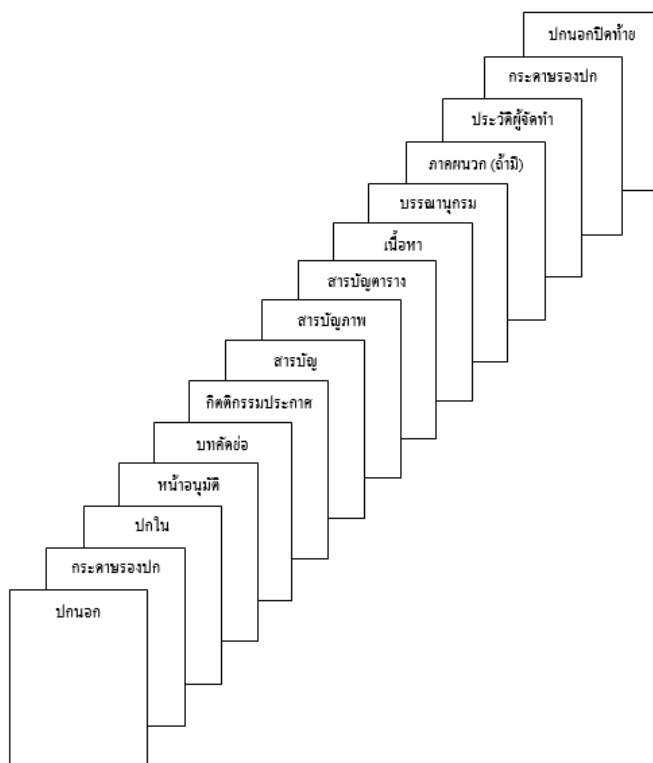 ปกนอกปิดท้าย
กระดาษรองปก
ประวัติผู้จัดทำ
ภาคผนวก (ถ้ามี)
บรรณานุกรม
เนื้อหา
สารบัญตาราง
สารบัญภาพ
สารบัญ
กิตติกรรมประกาศ
บทคัดย่อ
หน้าอนุมัติ
ปกใน
กระดาษรองปก
ปกนอก